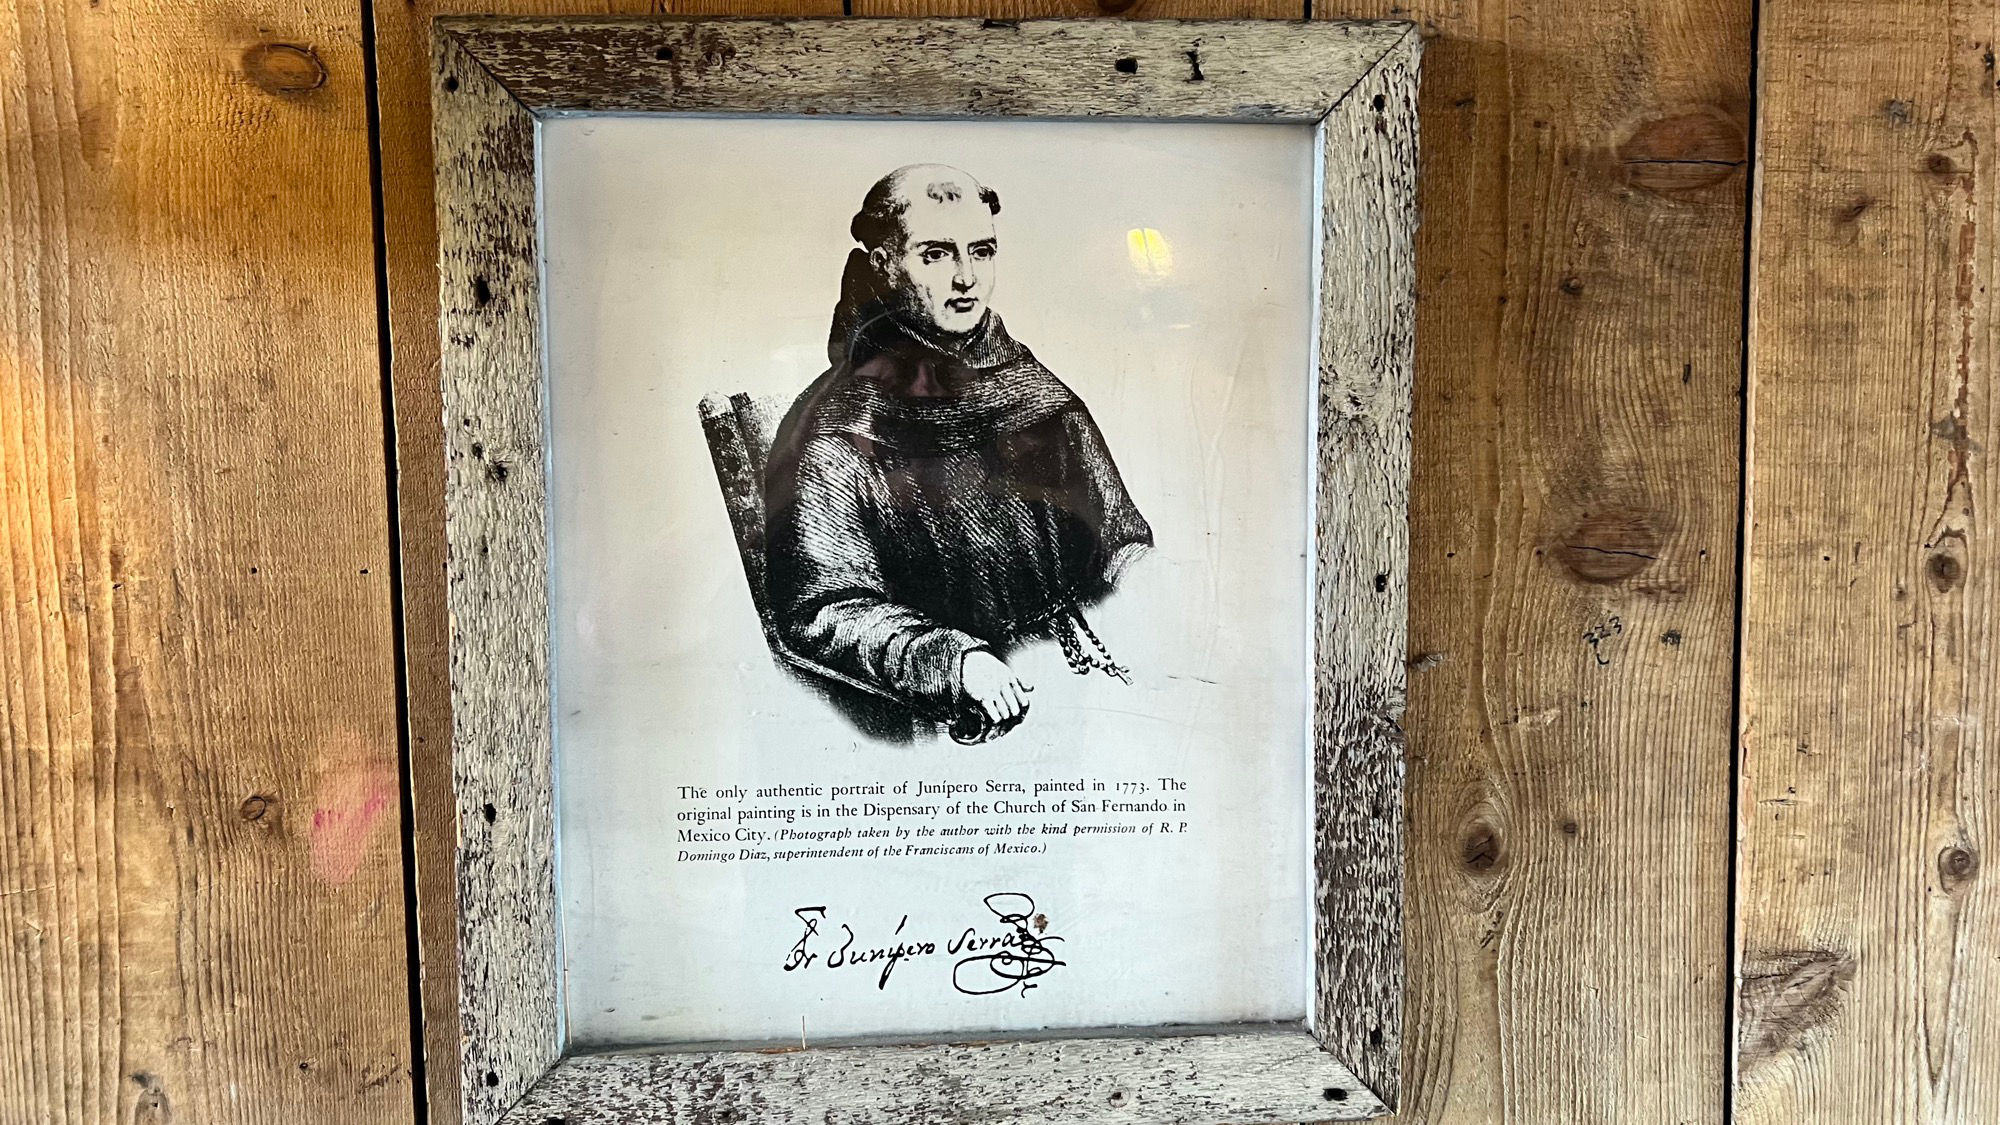 The only authentic portrait of Junípero Serra, painted in 1773. The
original painting is in the Dispensary of the Church of San Fernando in
Mexico City. (Photograph taken by the author with the kind permission of R. P.
Domingo Diaz, superintendent of the Franciscans of Mexico.)
Fr Junípero Serra
323